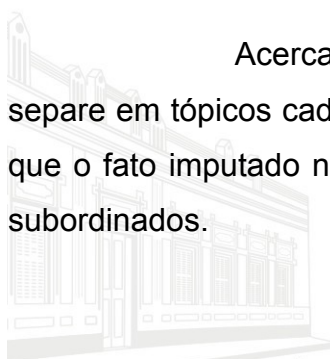 Acerca
separe em tópicos cad
que o fato imputado n
subordinados.